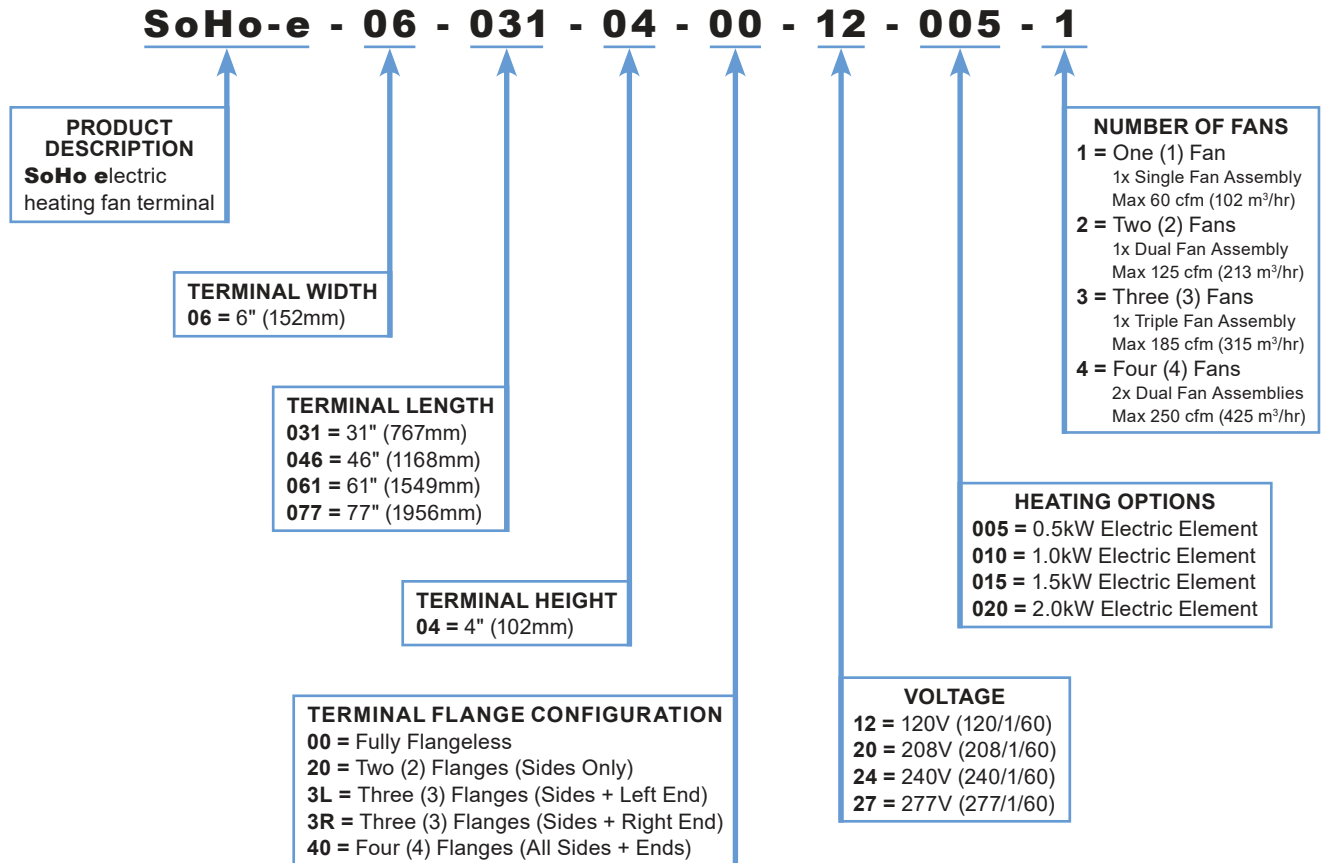 SoHo-e - 06 - 031 - 04 - 00 - 12 - 005 - 1
PRODUCT
DESCRIPTION
SoHo electric
heating fan terminal
TERMINAL WIDTH
06 = 6" (152mm)
TERMINAL LENGTH
031 = 31" (767mm)
046 = 46" (1168mm)
061 = 61" (1549mm)
077 = 77" (1956mm)
TERMINAL HEIGHT
04 = 4" (102mm)
TERMINAL FLANGE CONFIGURATION
00 = Fully Flangeless
20 = Two (2) Flanges (Sides Only)
3L = Three (3) Flanges (Sides + Left End)
3R = Three (3) Flanges (Sides + Right End)
40 = Four (4) Flanges (All Sides + Ends)
VOLTAGE
12 = 120V (120/1/60)
20 = 208V (208/1/60)
24 = 240V (240/1/60)
27 = 277V (277/1/60)
HEATING OPTIONS
005 = 0.5kW Electric Element
010 = 1.0kW Electric Element
015 = 1.5kW Electric Element
020 = 2.0kW Electric Element
NUMBER OF FANS
1 = One (1) Fan
1x Single Fan Assembly
Max 60 cfm (102 m³/hr)
2 = Two (2) Fans
1x Dual Fan Assembly
Max 125 cfm (213 m³/hr)
3 = Three (3) Fans
1x Triple Fan Assembly
Max 185 cfm (315 m³/hr)
4 = Four (4) Fans
2x Dual Fan Assemblies
Max 250 cfm (425 m³/hr)